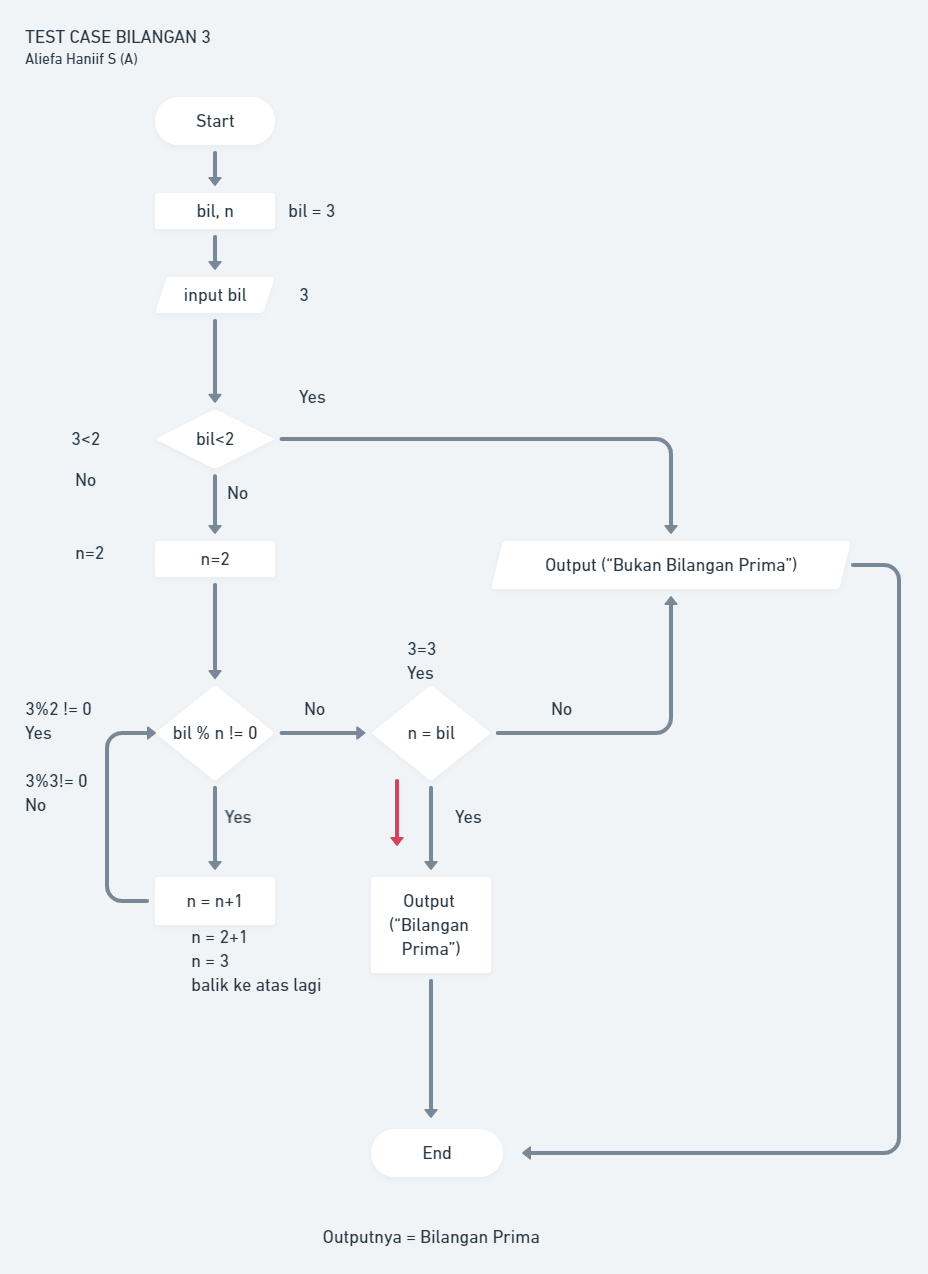 TEST CASE BILANGAN 3
Aliefa Haniif S (A)
Start
bil, n
bil = 3
input bil
3
Yes
3<2
bil<2
No
No
n=2
n=2
Output (“Bukan Bilangan Prima”)
3=3
Yes
3%2 != 0
Yes
bil % n != 0
No
n = bil
No
3%3!= 0
No
Yes
Yes
n = n+1
n = 2+1
n = 3
balik ke atas lagi
Output
(“Bilangan
Prima”)
End
Outputnya = Bilangan Prima